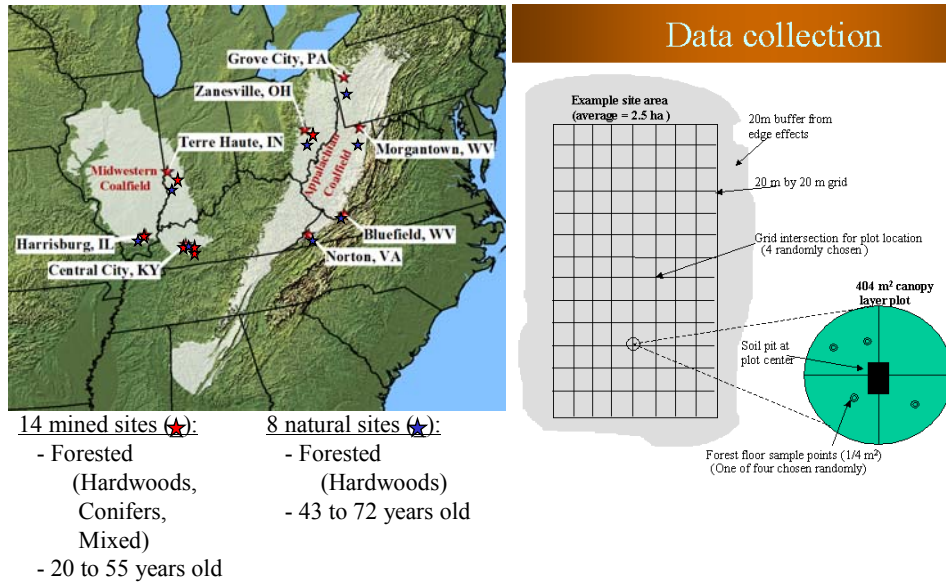 Grove City, PA
Zanesville, OH
Terre Haute, IN
Midwestern
Coalfield
Appalachian
Coalfield
Morgantown, WV
Harrisburg, IL
Central City, KY
Bluefield, WV
Norton, VA
14 mined sites (★):
- Forested
(Hardwoods,
Conifers,
Mixed)
- 20 to 55 years old
8 natural sites (★):
- Forested
(Hardwoods)
- 43 to 72 years old
Data collection
Example site area
(average = 2.5 ha )
20m buffer from
edge effects
20 m by 20 m grid
Grid intersection for plot location
(4 randomly chosen )
404 m² canopy
layer plot
Soil pit at
plot center
Forest floor sample points (1/4 m²)
(One of four chosen randomly)